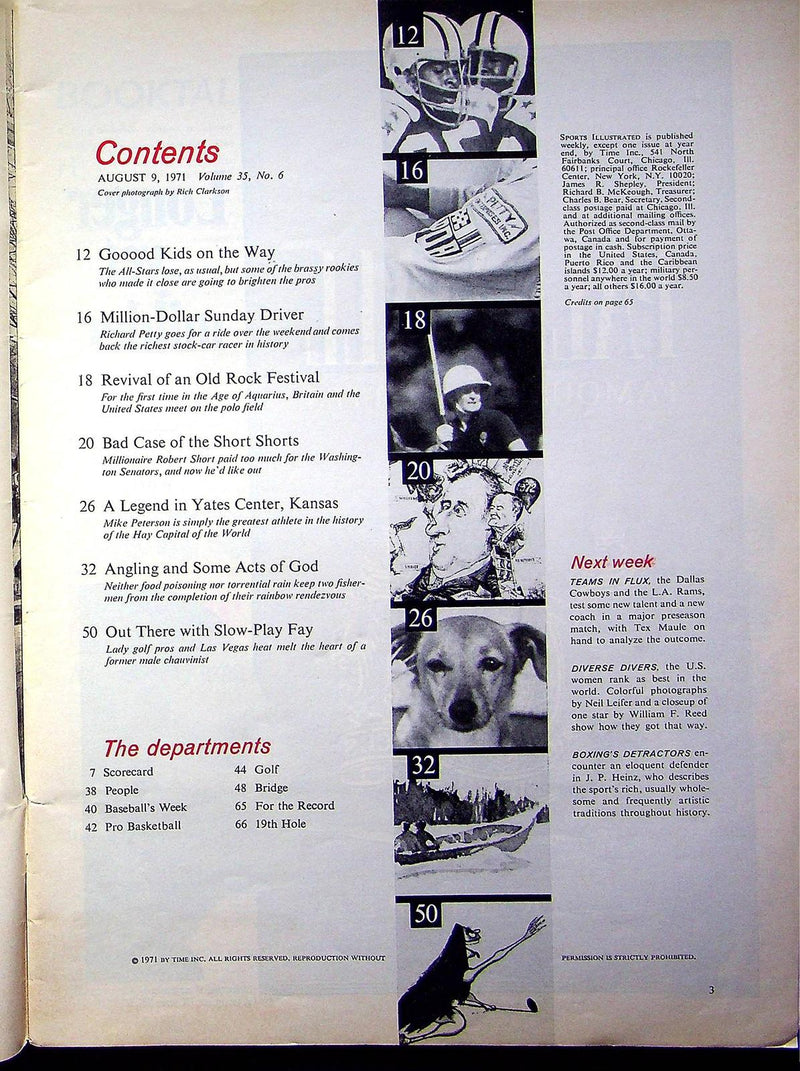 Contents
AUGUST 9, 1971 Volume 35, No. 6
Cover photograph by Rich Clarkson
12 Gooood Kids on the Way
The All-Stars lose, as usual, but some of the brassy rookies
who made it close are going to brighten the pros
16 Million-Dollar Sunday Driver
Richard Petty goes for a ride over the weekend and comes
back the richest stock-car racer in history
18 Revival of an Old Rock Festival
For the first time in the Age of Aquarius, Britain and the
United States meet on the polo field
20 Bad Case of the Short Shorts
Millionaire Robert Short paid too much for the Washing-
ton Senators, and now he'd like out
26 A Legend in Yates Center, Kansas
Mike Peterson is simply the greatest athlete in the history
of the Hay Capital of the World
32 Angling and Some Acts of God
Neither food poisoning nor torrential rain keep two fisher-
men from the completion of their rainbow rendezvous
50 Out There with Slow-Play Fay
Lady golf pros and Las Vegas heat melt the heart of a
former male chauvinist
The departments
7 Scorecard
38 People
40 Baseball's Week
42 Pro Basketball
44 Golf
48 Bridge
65 For the Record
66 19th Hole
12
16
PETTY
ENTERPRISES INC.
18
20
26
32
50
SPORTS ILLUSTRATED is published
weekly, except one issue at year
end, by Time Inc., 541 North
Fairbanks Court, Chicago, Ill.
60611; principal office Rockefeller
Center, New York, N.Y. 10020;
James R. Shepley, President;
Richard B. McKeough, Treasurer;
Charles B. Bear, Secretary. Second-
class postage paid at Chicago, Ill.
and at additional mailing offices.
Authorized as second-class mail by
the Post Office Department, Otta-
wa, Canada and for payment of
postage in cash. Subscription price
in the United States, Canada,
Puerto Rico and the Caribbean
islands $12.00 a year; military per-
sonnel anywhere in the world $8.50
a year; all others $16.00 a year.
Credits on page 65
Next week
TEAMS IN FLUX, the Dallas
Cowboys and the L.A. Rams,
test some new talent and a new
coach in a major preseason
match, with Tex Maule on
hand to analyze the outcome.
DIVERSE DIVERS, the U.S.
women rank as best in the
world. Colorful photographs
by Neil Leifer and a closeup of
one star by William F. Reed
show how they got that way.
BOXING'S DETRACTORS en-
counter an eloquent defender
in J. P. Heinz, who describes
the sport's rich, usually whole-
some and frequently artistic
traditions throughout history.
© 1971 BY TIME INC. ALL RIGHTS RESERVED. REPRODUCTION WITHOUT
PERMISSION IS STRICTLY PROHIBITED.
3